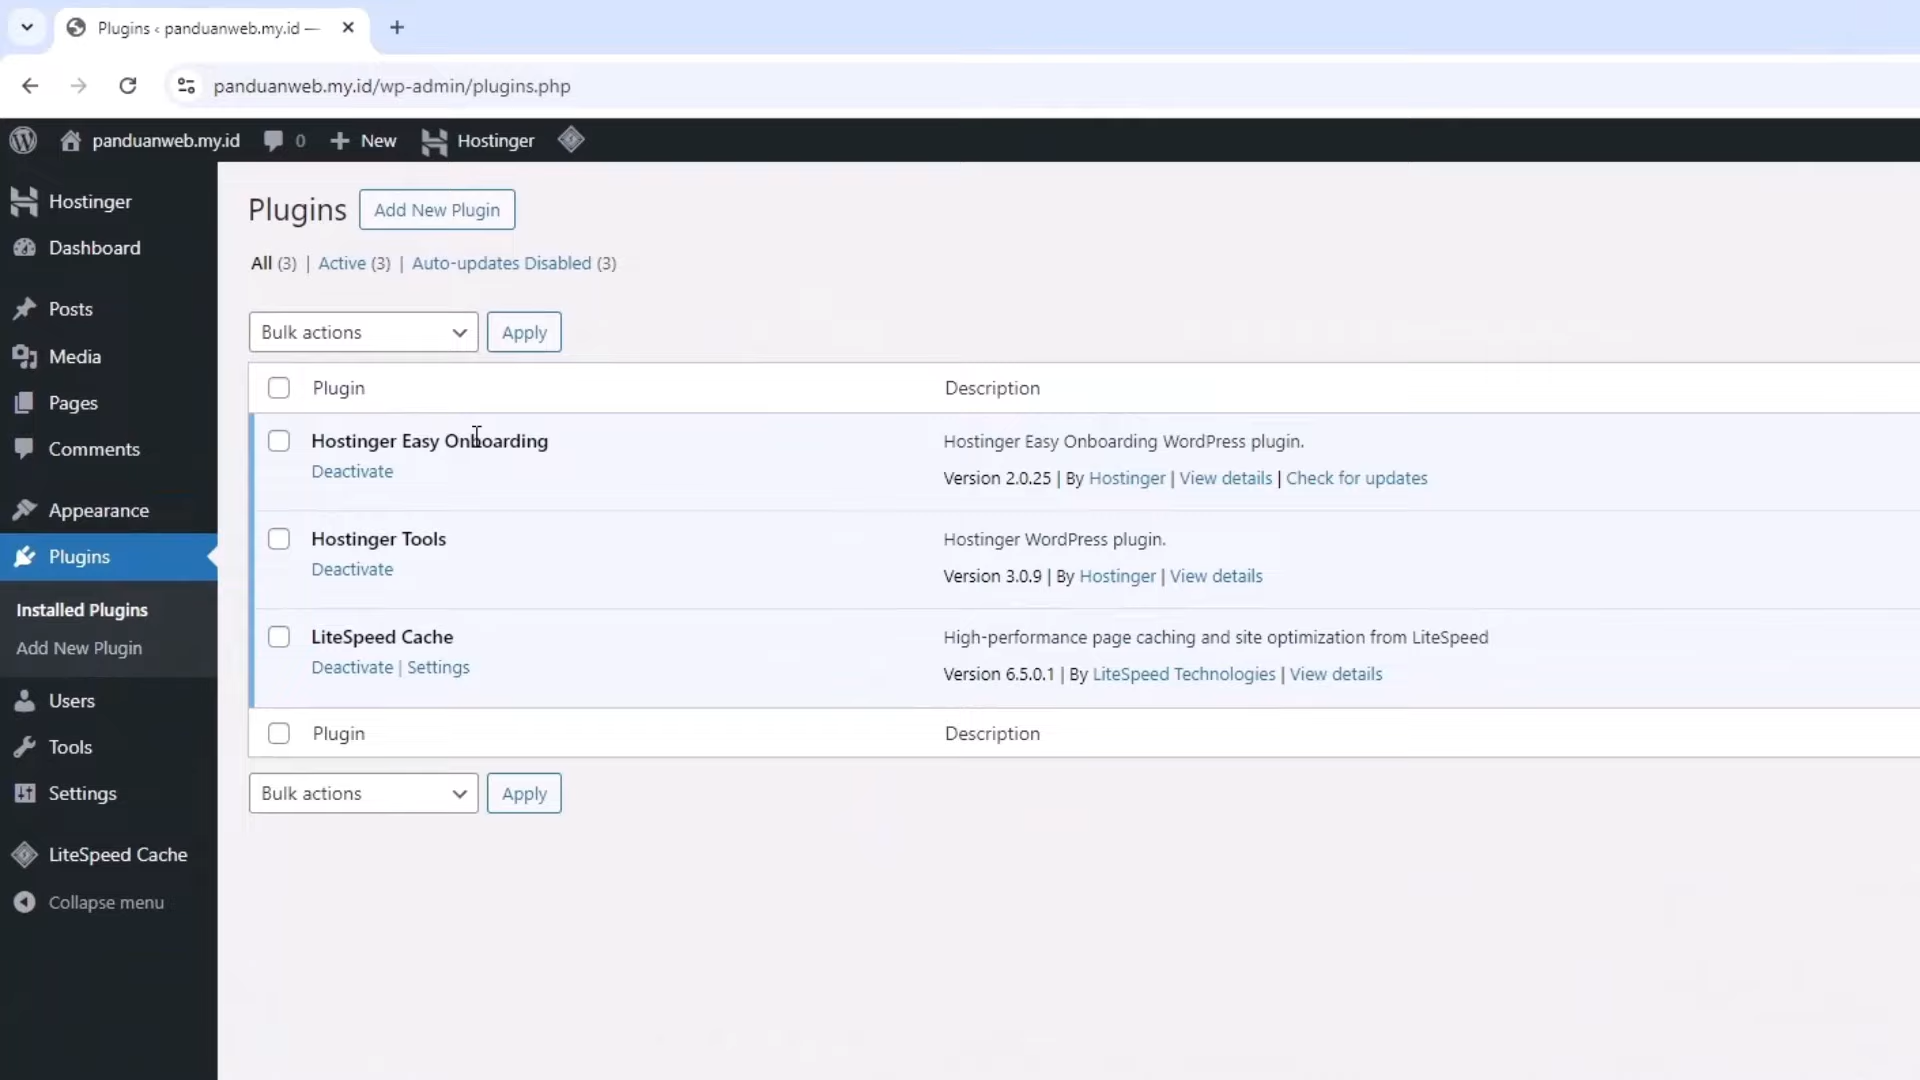 Plugins ‹ panduanweb.my.id —
panduanweb.my.id/wp-admin/plugins.php
panduanweb.my.id 0 New Hostinger
Hostinger
Dashboard
Posts
Media
Pages
Comments
Appearance
Plugins
Installed Plugins
Add New Plugin
Users
Tools
Settings
LiteSpeed Cache
Collapse menu
Plugins Add New Plugin
All (3) | Active (3) | Auto-updates Disabled (3)
Bulk actions Apply
Plugin Description
Hostinger Easy Onboarding Hostinger Easy Onboarding WordPress plugin.
Deactivate Version 2.0.25 | By Hostinger | View details | Check for updates
Hostinger Tools Hostinger WordPress plugin.
Deactivate Version 3.0.9 | By Hostinger | View details
LiteSpeed Cache High-performance page caching and site optimization from LiteSpeed
Deactivate | Settings Version 6.5.0.1 | By LiteSpeed Technologies | View details
Plugin Description
Bulk actions Apply